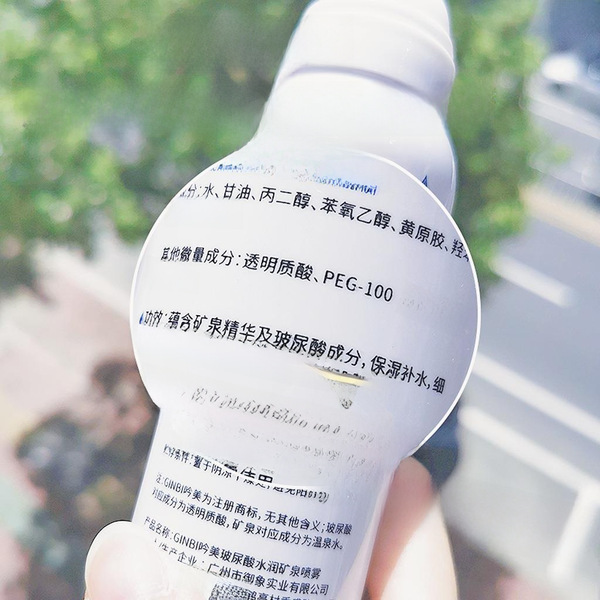 成分:水、甘油、丙二醇、苯氧乙醇、黄原胶、羟
其他微量成分:透明质酸、PEG-100
功效:蕴含矿泉精华及玻尿酸成分,保湿补水,细
注:GINBI吟美为注册商标,无其他含义;玻尿酸
对应成分为透明质酸,矿泉对应成分为温泉水。
产品名称:GINBI吟美玻尿酸水润矿泉喷雾
生产企业:广州市御象实业有限公司